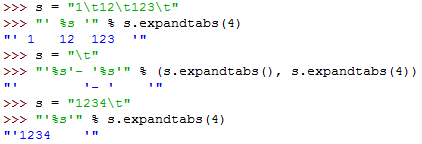 >>> s = "1\t12\t123\t"
>>> "' %s '" % s.expandtabs(4)
"' 1   12  123  '"
>>> s = "\t"
>>> "'%s'- '%s'" % (s.expandtabs(), s.expandtabs(4))
"'        '- '    '"
>>> s = "1234\t"
>>> "'%s'" % s.expandtabs(4)
"'1234    '"